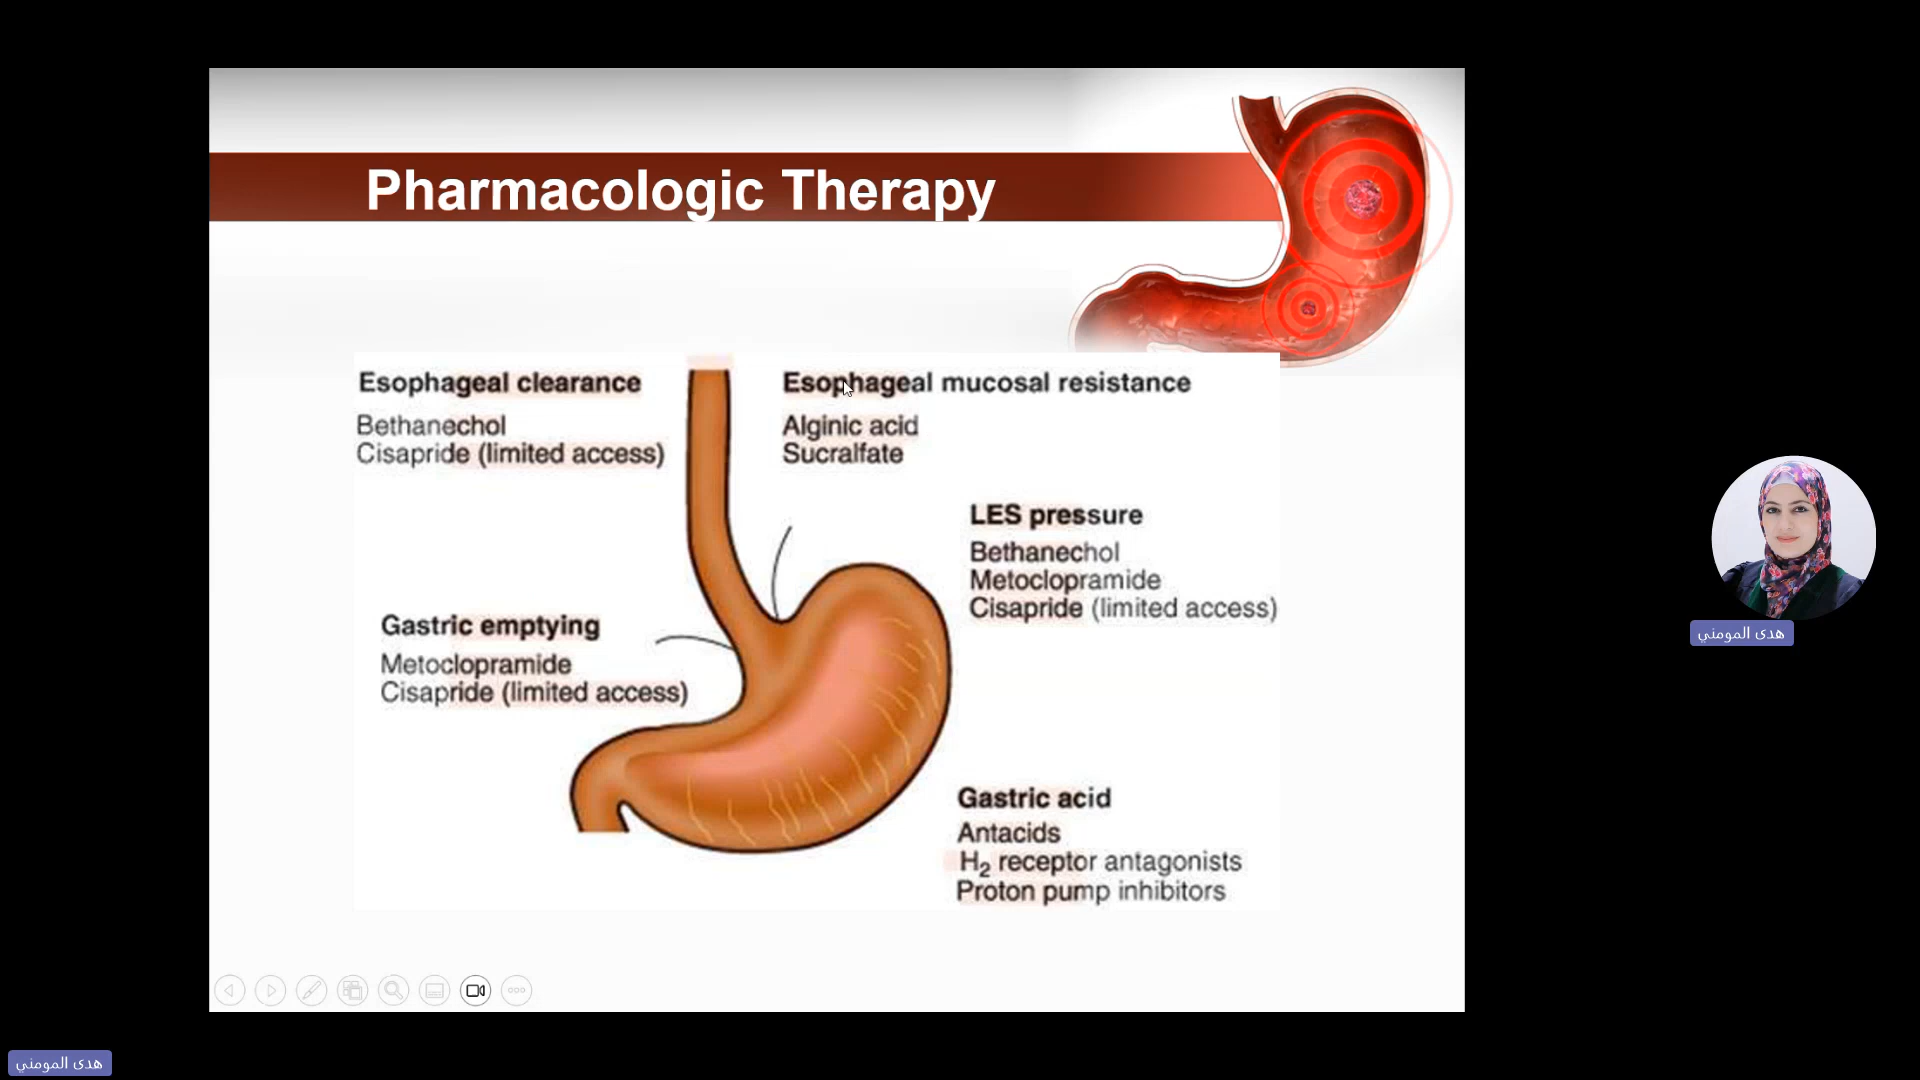 Pharmacologic Therapy
Esophageal clearance
Bethanechol
Cisapride (limited access)
Esophageal mucosal resistance
Alginic acid
Sucralfate
LES pressure
Bethanechol
Metoclopramide
Cisapride (limited access)
Gastric emptying
Metoclopramide
Cisapride (limited access)
Gastric acid
Antacids
H₂ receptor antagonists
Proton pump inhibitors
هدى المومني
هدى المومني